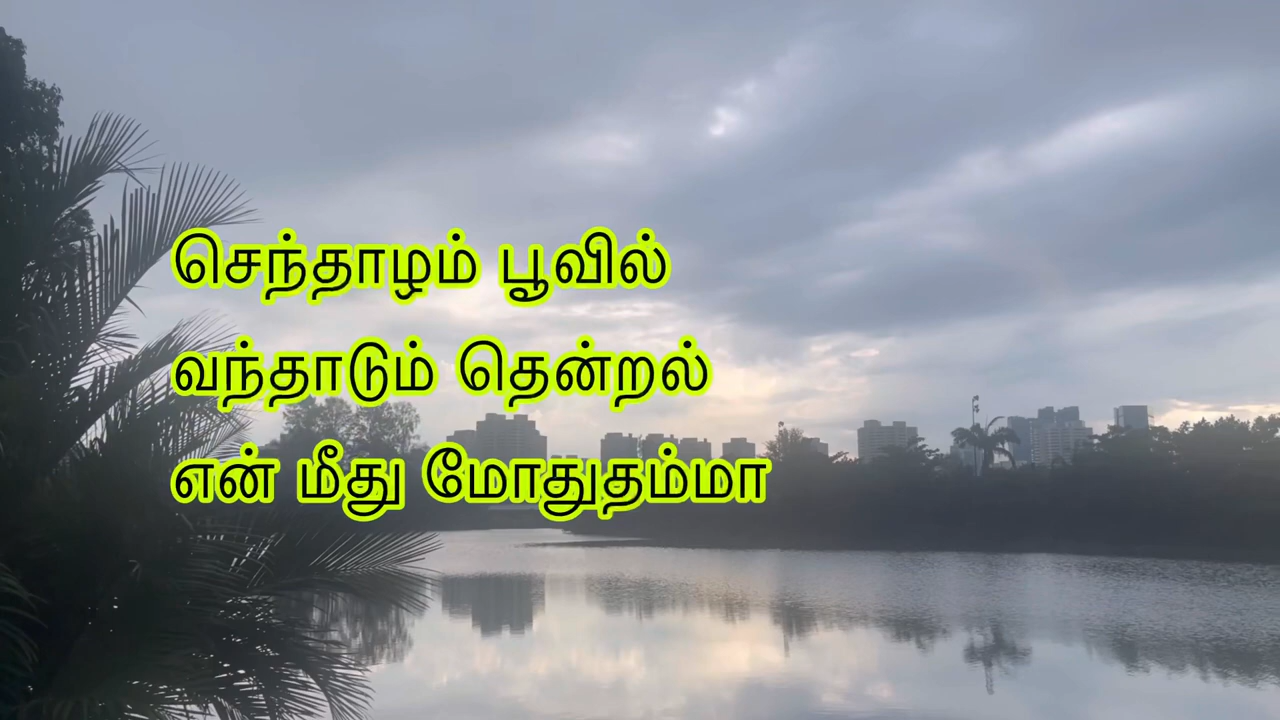 செந்தாழம் பூவில்
வந்தாடும் தென்றல்
என் மீது மோதுதம்மா